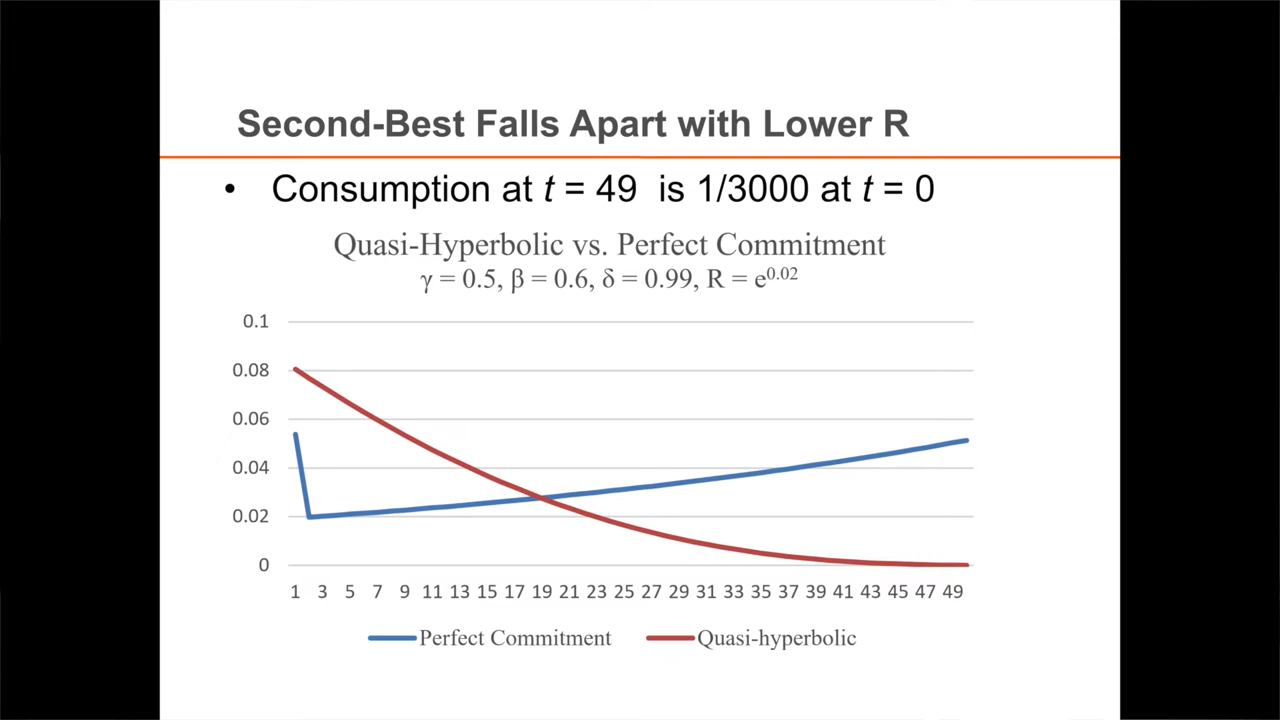 Second-Best Falls Apart with Lower R
• Consumption at t = 49 is 1/3000 at t = 0
Quasi-Hyperbolic vs. Perfect Commitment
γ = 0.5, β = 0.6, δ = 0.99, R = e^0.02
0.1
0.08
0.06
0.04
0.02
0
1 3 5 7 9 11 13 15 17 19 21 23 25 27 29 31 33 35 37 39 41 43 45 47 49
Perfect Commitment Quasi-hyperbolic